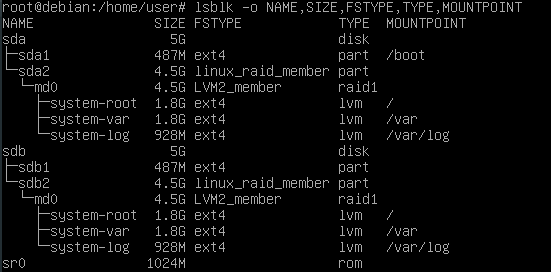 root@debian:/home/user# lsblk -o NAME,SIZE,FSTYPE,TYPE,MOUNTPOINT
NAME                SIZE FSTYPE            TYPE  MOUNTPOINT
sda                   5G                   disk
├─sda1              487M ext4              part  /boot
└─sda2              4.5G linux_raid_member part
  └─md0             4.5G LVM2_member       raid1
    ├─system-root   1.8G ext4              lvm   /
    ├─system-var    1.8G ext4              lvm   /var
    └─system-log    928M ext4              lvm   /var/log
sdb                   5G                   disk
├─sdb1              487M ext4              part
└─sdb2              4.5G linux_raid_member part
  └─md0             4.5G LVM2_member       raid1
    ├─system-root   1.8G ext4              lvm   /
    ├─system-var    1.8G ext4              lvm   /var
    └─system-log    928M ext4              lvm   /var/log
sr0                1024M                   rom